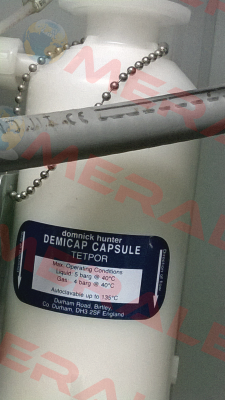 domnick hunter
DEMICAP CAPSULE
TETPOR
Max. Operating Conditions
Liquid: 5 barg @ 40°C
Gas: 4 barg @ 40°C
Autoclavable up to 135°C
Durham Road, Birtley,
Co. Durham, DH3 2SF England